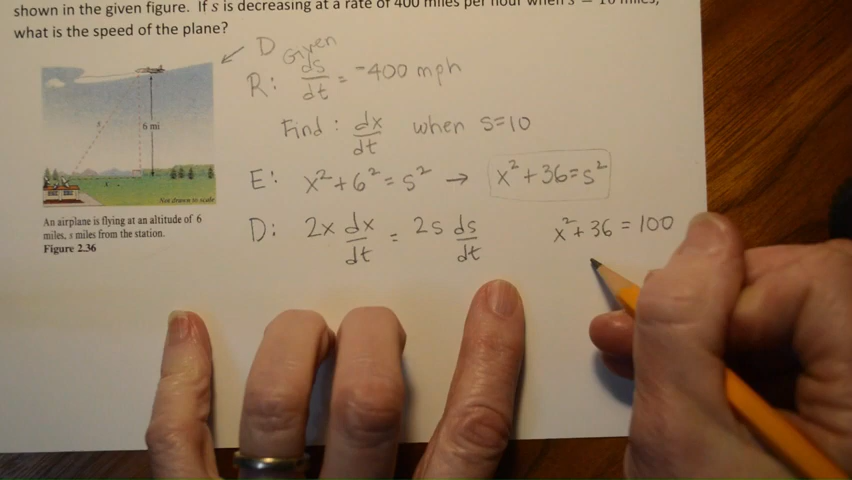 shown in the given figure. If s is decreasing at a rate of 400 miles per hour when s = 10 miles,
what is the speed of the plane?
D Given
R: ds/dt = -400 mph
Find: dx/dt when s=10
E: x²+6²=s² → x²+36=s²
D: 2x dx/dt = 2s ds/dt
x²+36=100
s
6 mi
Not drawn to scale
An airplane is flying at an altitude of 6
miles, s miles from the station.
Figure 2.36